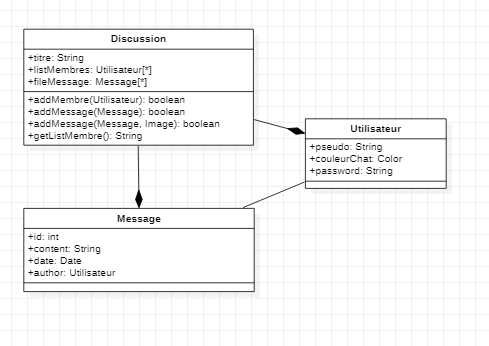 Discussion
+titre: String
+listMembres: Utilisateur[*]
+fileMessage: Message[*]
+addMembre(Utilisateur): boolean
+addMessage(Message): boolean
+addMessage(Message, Image): boolean
+getListMembre(): String
Utilisateur
+pseudo: String
+couleurChat: Color
+password: String
Message
+id: int
+content: String
+date: Date
+author: Utilisateur